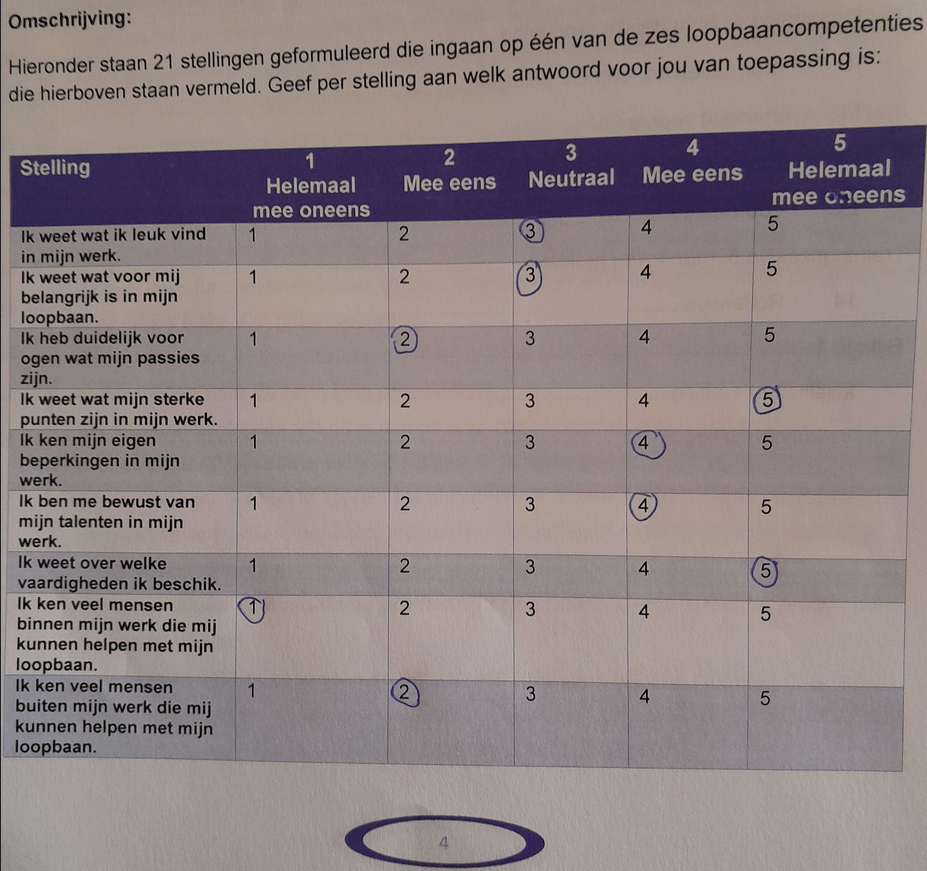 Omschrijving:
Hieronder staan 21 stellingen geformuleerd die ingaan op één van de zes loopbaancompetenties
die hierboven staan vermeld. Geef per stelling aan welk antwoord voor jou van toepassing is:
Stelling 1 2 3 4 5
Helemaal Mee eens Neutraal Mee eens Helemaal
mee oneens mee oneens
Ik weet wat ik leuk vind 1 2 3 4 5
in mijn werk.
Ik weet wat voor mij 1 2 3 4 5
belangrijk is in mijn
loopbaan.
Ik heb duidelijk voor 1 2 3 4 5
ogen wat mijn passies
zijn.
Ik weet wat mijn sterke 1 2 3 4 5
punten zijn in mijn werk.
Ik ken mijn eigen 1 2 3 4 5
beperkingen in mijn
werk.
Ik ben me bewust van 1 2 3 4 5
mijn talenten in mijn
werk.
Ik weet over welke 1 2 3 4 5
vaardigheden ik beschik.
Ik ken veel mensen 1 2 3 4 5
binnen mijn werk die mij
kunnen helpen met mijn
loopbaan.
Ik ken veel mensen 1 2 3 4 5
buiten mijn werk die mij
kunnen helpen met mijn
loopbaan.
4